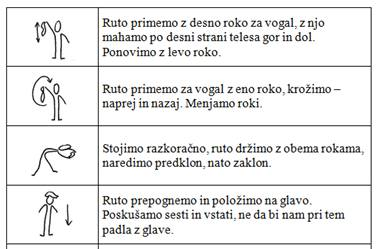 Ruto primemo z desno roko za vogal, z njo
mahamo po desni strani telesa gor in dol.
Ponovimo z levo roko.
Ruto primemo za vogal z eno roko, krožimo –
naprej in nazaj. Menjamo roki.
Stojimo razkoračno, ruto držimo z obema rokama,
naredimo predklon, nato zaklon.
Ruto prepognemo in položimo na glavo.
Poskušamo sesti in vstati, ne da bi nam pri tem
padla z glave.